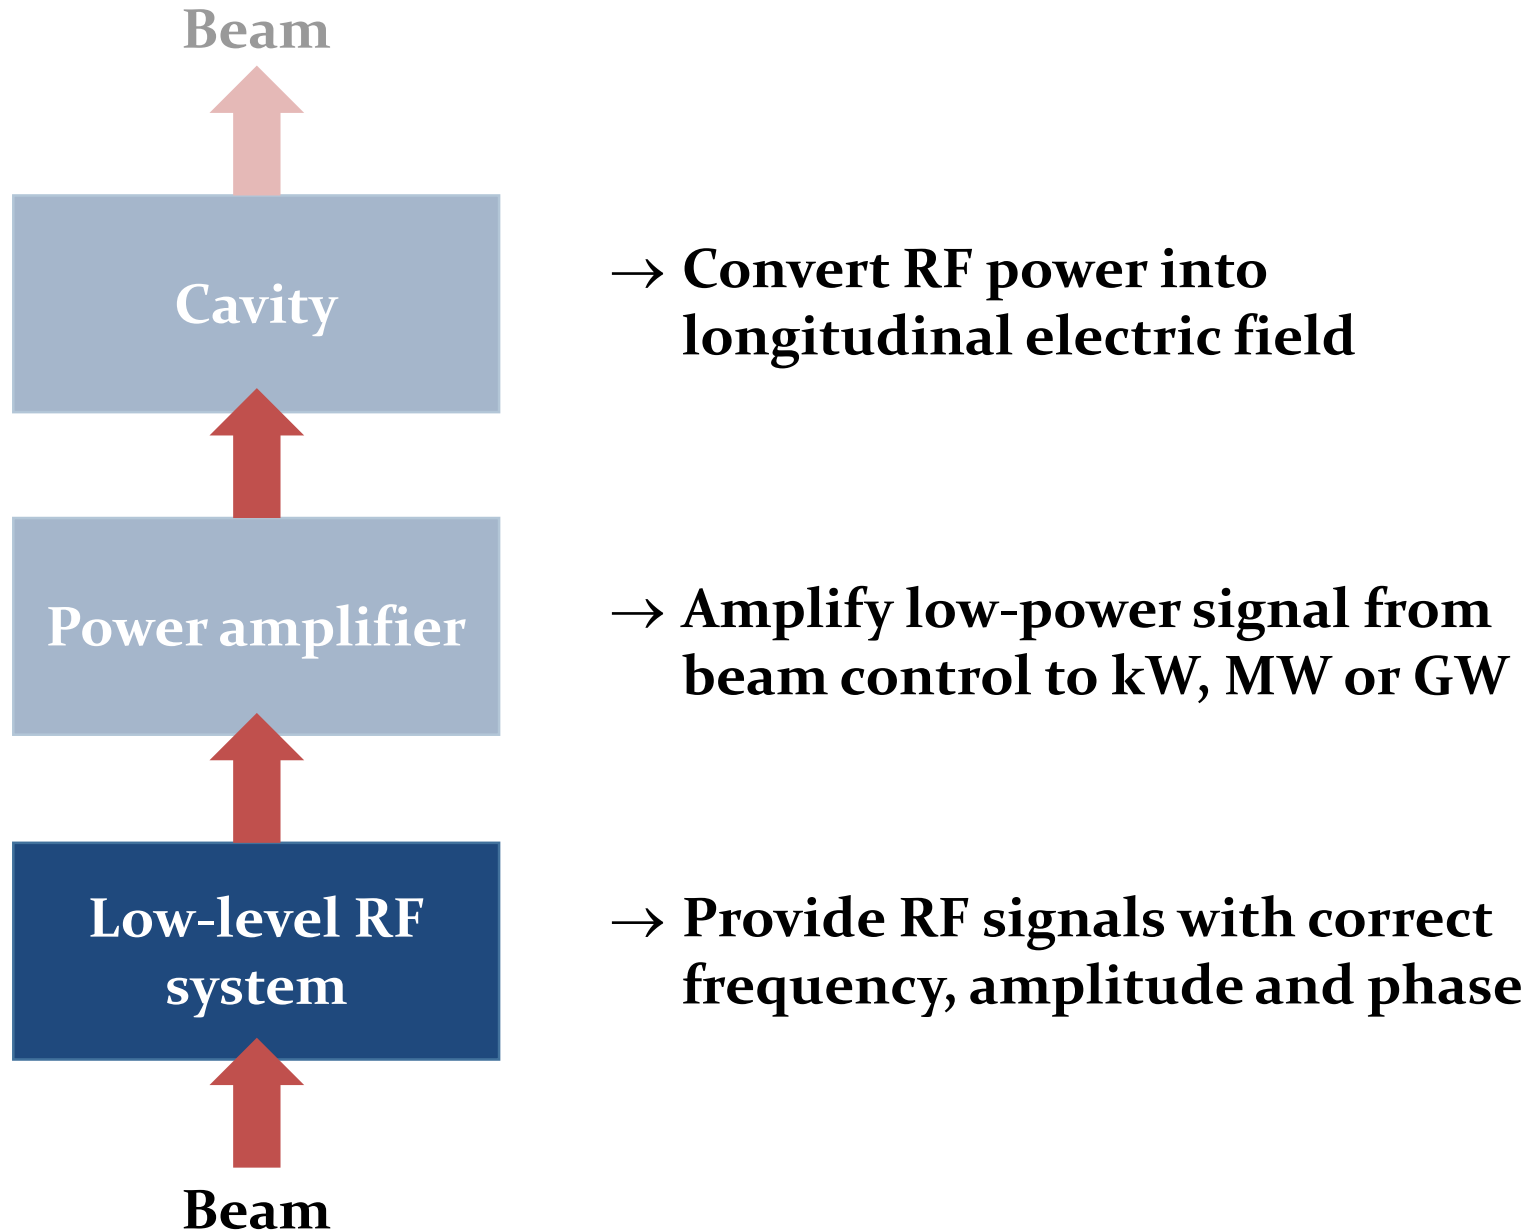 Beam
Cavity
→ Convert RF power into
longitudinal electric field
Power amplifier
→ Amplify low-power signal from
beam control to kW, MW or GW
Low-level RF
system
→ Provide RF signals with correct
frequency, amplitude and phase
Beam